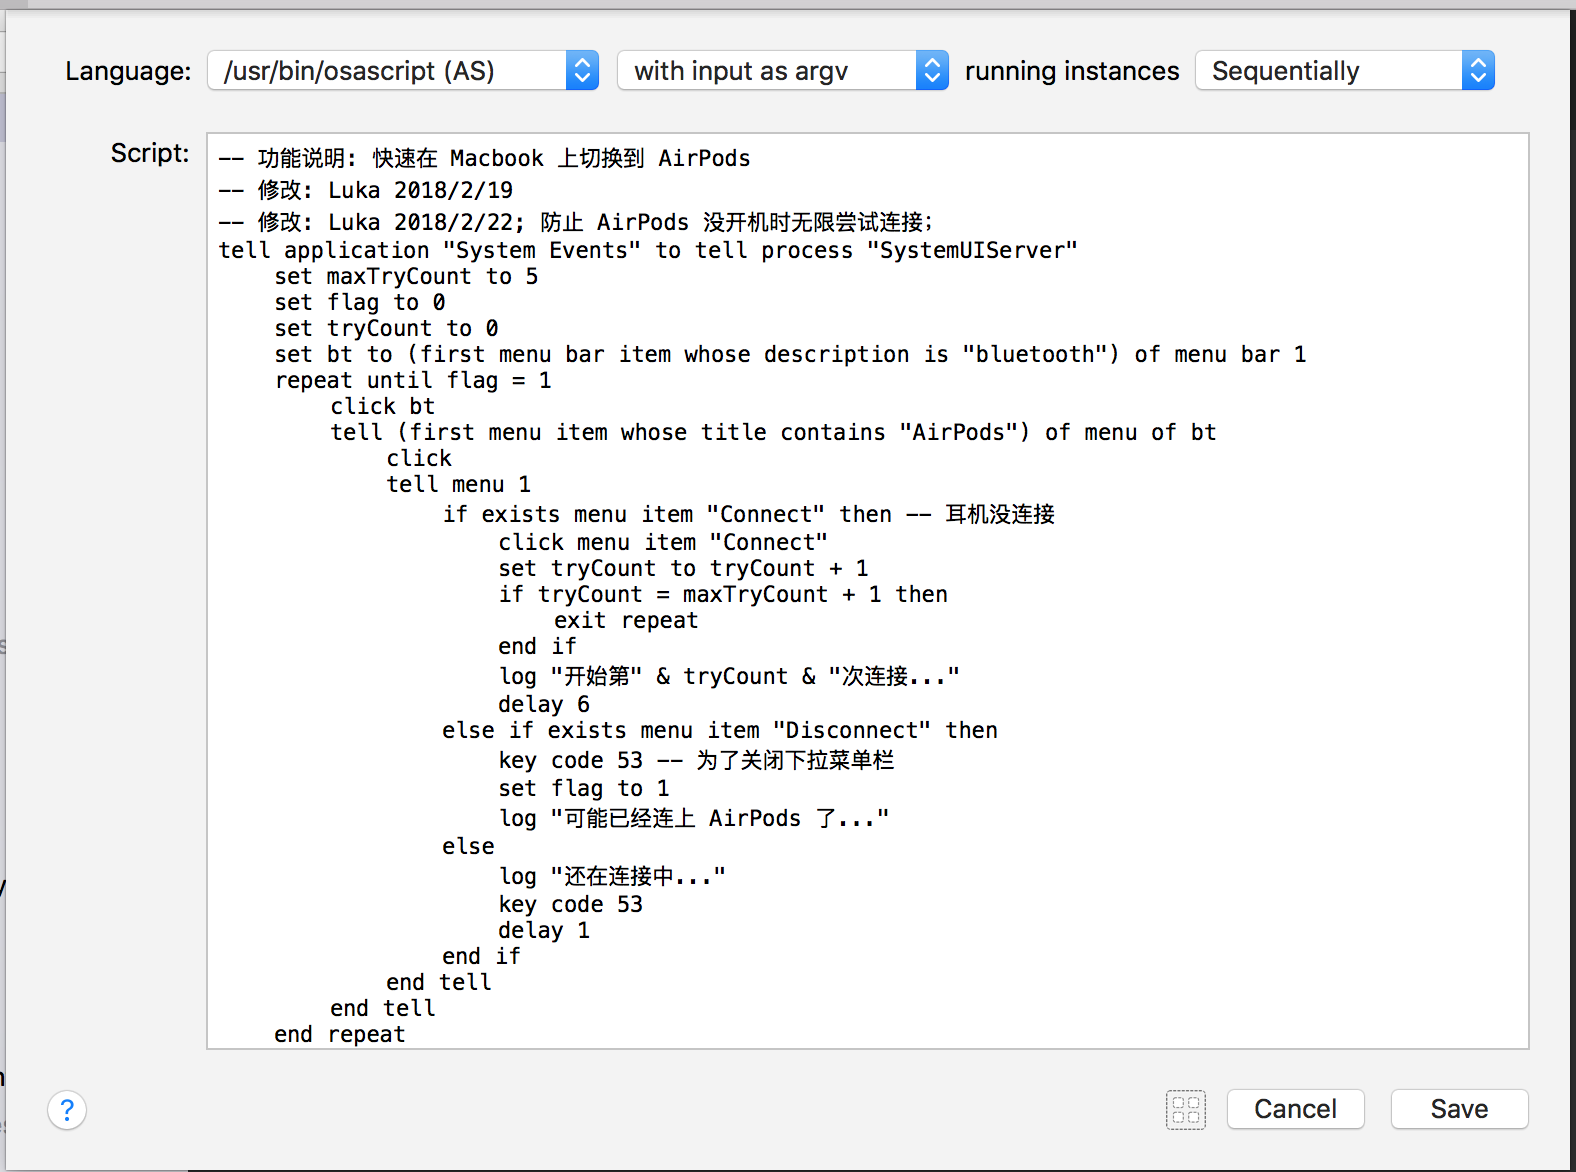 Language: /usr/bin/osascript (AS) with input as argv running instances Sequentially
Script:
-- 功能说明: 快速在 Macbook 上切换到 AirPods
-- 修改: Luka 2018/2/19
-- 修改: Luka 2018/2/22; 防止 AirPods 没开机时无限尝试连接;
tell application "System Events" to tell process "SystemUIServer"
    set maxTryCount to 5
    set flag to 0
    set tryCount to 0
    set bt to (first menu bar item whose description is "bluetooth") of menu bar 1
    repeat until flag = 1
        click bt
        tell (first menu item whose title contains "AirPods") of menu of bt
            click
            tell menu 1
                if exists menu item "Connect" then -- 耳机没连接
                    click menu item "Connect"
                    set tryCount to tryCount + 1
                    if tryCount = maxTryCount + 1 then
                        exit repeat
                    end if
                    log "开始第" & tryCount & "次连接..."
                    delay 6
                else if exists menu item "Disconnect" then
                    key code 53 -- 为了关闭下拉菜单栏
                    set flag to 1
                    log "可能已经连上 AirPods 了..."
                else
                    log "还在连接中..."
                    key code 53
                    delay 1
                end if
            end tell
        end tell
    end repeat
?
Cancel
Save